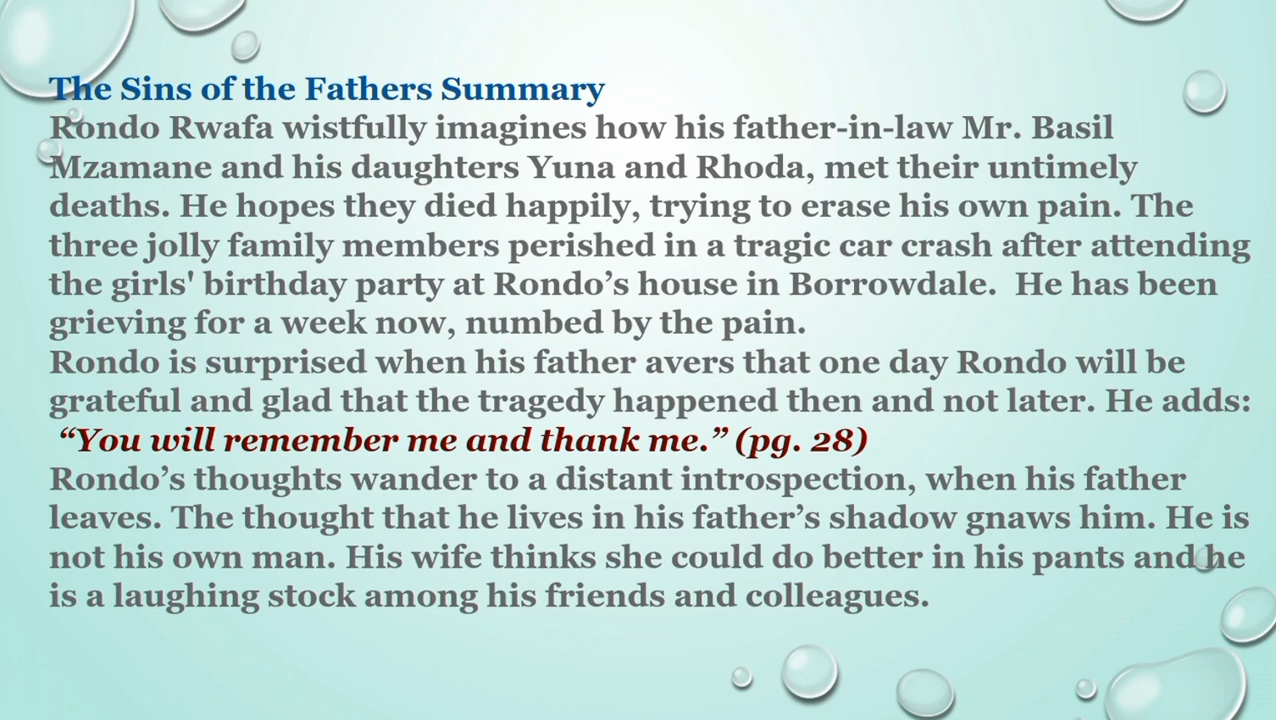 The Sins of the Fathers Summary
Rondo Rwafa wistfully imagines how his father-in-law Mr. Basil
Mzamane and his daughters Yuna and Rhoda, met their untimely
deaths. He hopes they died happily, trying to erase his own pain. The
three jolly family members perished in a tragic car crash after attending
the girls' birthday party at Rondo’s house in Borrowdale.  He has been
grieving for a week now, numbed by the pain.
Rondo is surprised when his father avers that one day Rondo will be
grateful and glad that the tragedy happened then and not later. He adds:
“You will remember me and thank me.” (pg. 28)
Rondo’s thoughts wander to a distant introspection, when his father
leaves. The thought that he lives in his father’s shadow gnaws him. He is
not his own man. His wife thinks she could do better in his pants and he
is a laughing stock among his friends and colleagues.